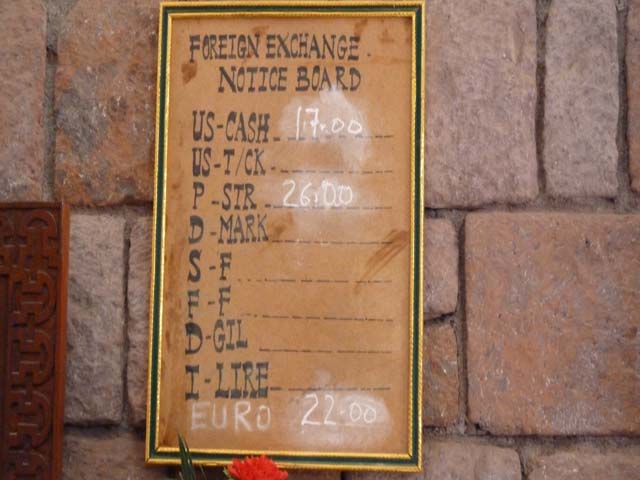 FOREIGN EXCHANGE
NOTICE BOARD
US-CASH 17.00
US-T/CK
P-STR 26.00
D-MARK
S-F
F-F
D-GIL
I-LIRE
EURO 22.00